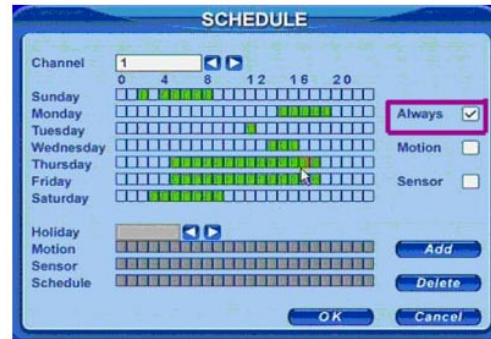 SCHEDULE
Channel 1
0 4 8 12 16 20
Sunday
Monday
Always
Tuesday
Wednesday
Motion
Thursday
Friday
Sensor
Saturday
Holiday
Motion
Add
Sensor
Schedule
Delete
OK
Cancel